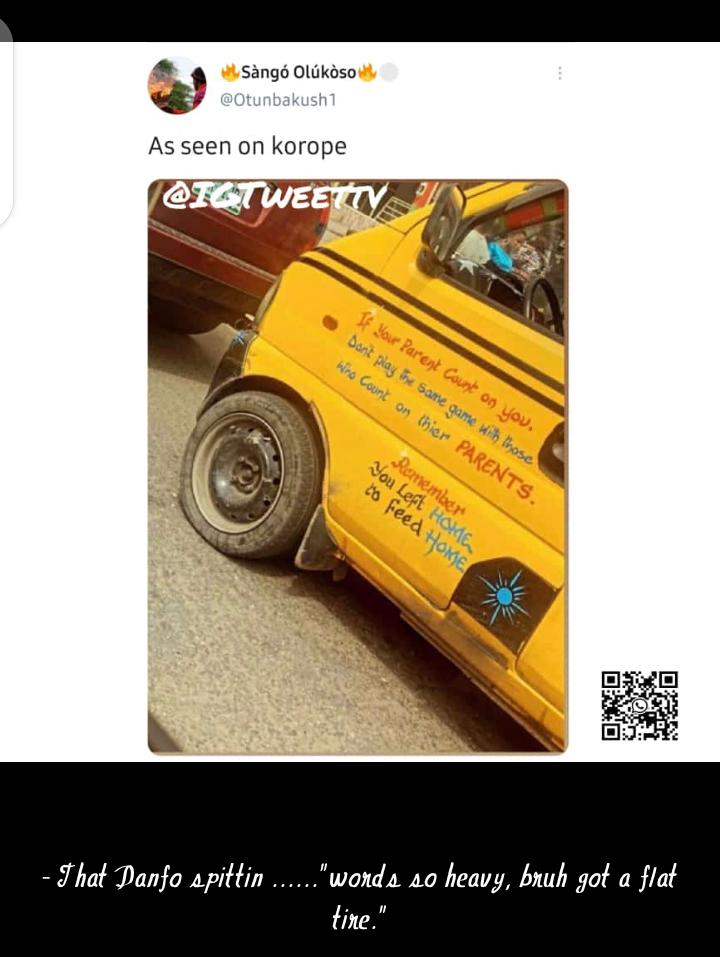 🔥Sàngó Olúkòso🔥
@Otunbakush1
As seen on korope
@IGTweettv
If Your Parent Count on you.
Dont play the same game with those
who Count on thier PARENTS.
Remember
You Left HOME
to feed HOME
- That Danfo spittin ......"words so heavy, bruh got a flat
tire."